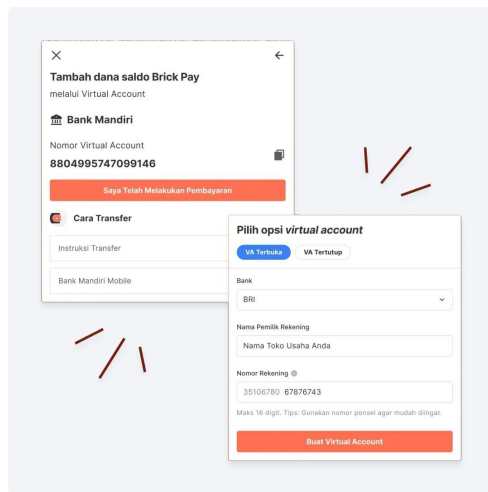 Tambah dana saldo Brick Pay
melalui Virtual Account
Bank Mandiri
Nomor Virtual Account
8804995747099146
Saya Telah Melakukan Pembayaran
Cara Transfer
Instruksi Transfer
Bank Mandiri Mobile
Pilih opsi virtual account
VA Terbuka VA Tertutup
Bank
BRI
Nama Pemilik Rekening
Nama Toko Usaha Anda
Nomor Rekening
35106780 67876743
Maks 16 digit. Tips: Gunakan nomor ponsel agar mudah diingat.
Buat Virtual Account